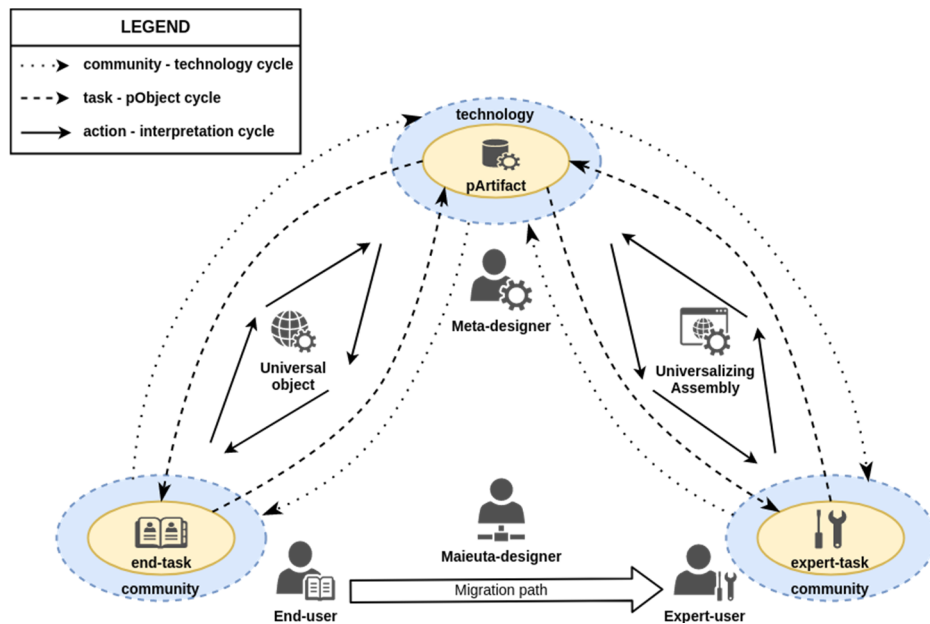 LEGEND
community - technology cycle
task - pObject cycle
action - interpretation cycle
technology
pArtifact
Meta-designer
Universal
object
Universalizing
Assembly
end-task
community
Maieuta-designer
expert-task
community
Migration path
End-user
Expert-user